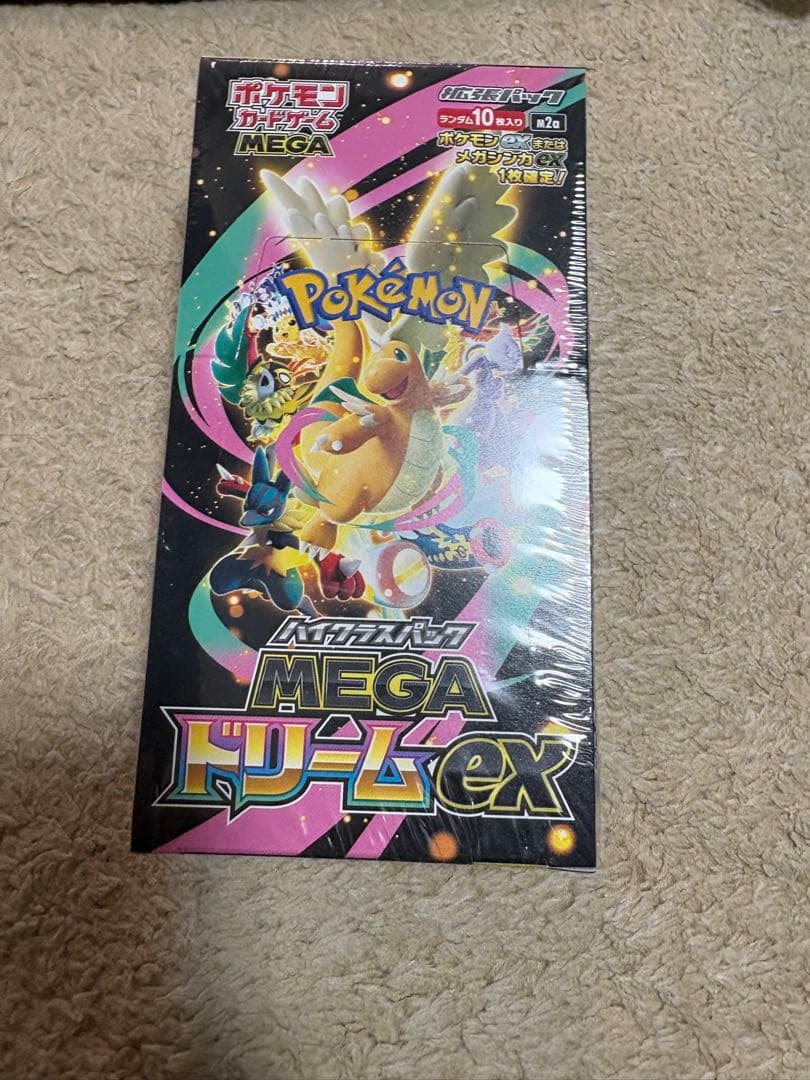 ポケモン
カードゲーム
MEGA
拡張パック
ランダム10枚入り
M2a
ポケモンexまたは
メガシンカex
1枚確定!
POKéMON
ハイクラスパック
MEGA
ドリームex